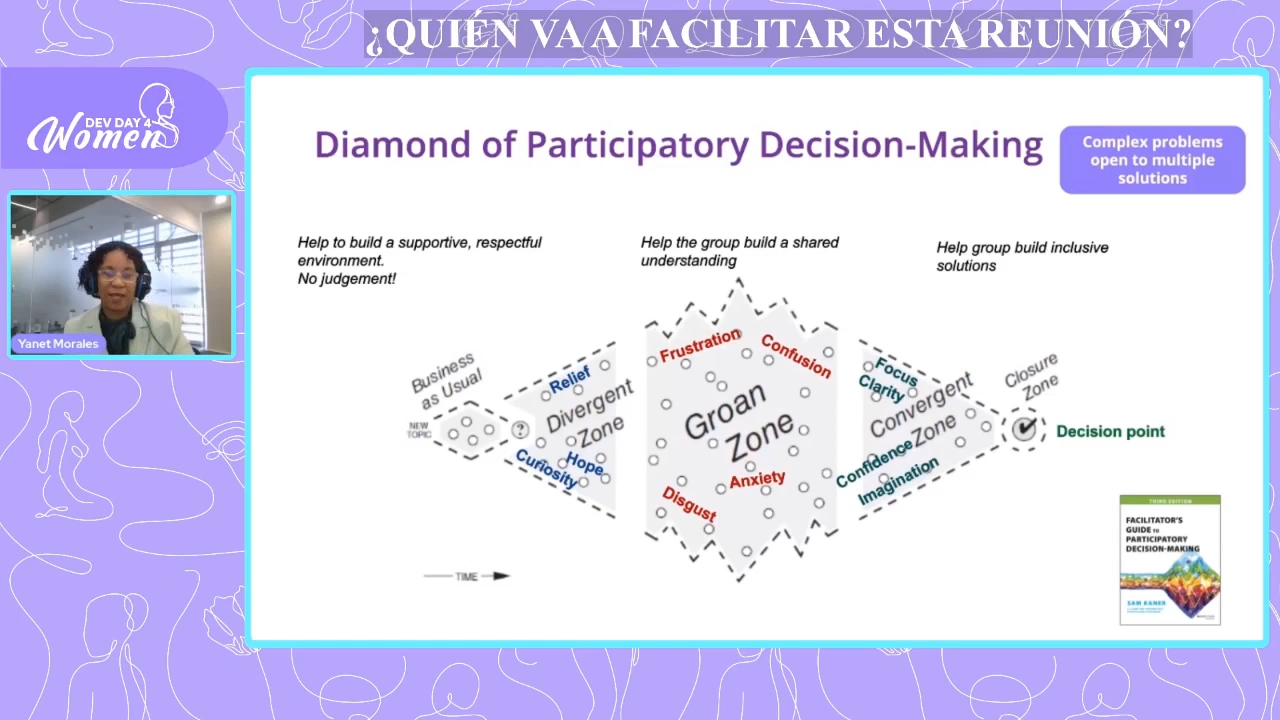 ¿QUIÉN VA A FACILITAR ESTA REUNIÓN?
DEV DAY 4
Women
Yanet Morales
Diamond of Participatory Decision-Making
Complex problems
open to multiple
solutions
Help to build a supportive, respectful
environment.
No judgement!
Help the group build a shared
understanding
Help group build inclusive
solutions
Business
as Usual
NEW
TOPIC
?
Relief
Divergent
Zone
Hope
Curiosity
Frustration
Confusion
Groan
Zone
Anxiety
Disgust
Focus
Clarity
Convergent
Zone
Confidence
Imagination
Closure
Zone
Decision point
TIME
THIRD EDITION
FACILITATOR'S
GUIDE TO
PARTICIPATORY
DECISION-MAKING
SAM KANER